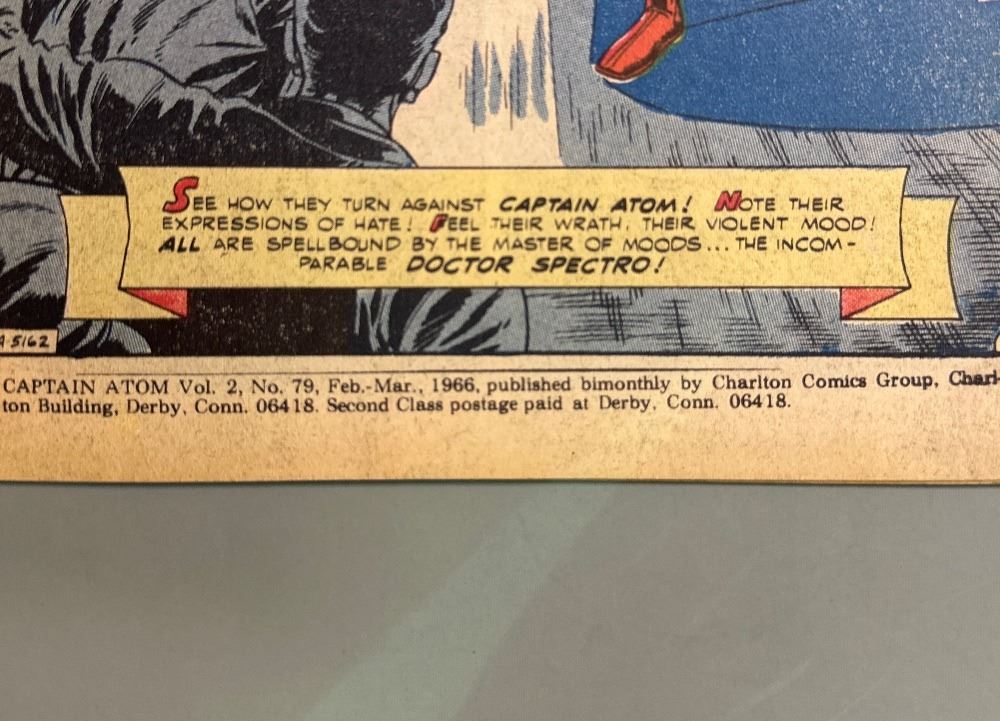 SEE HOW THEY TURN AGAINST CAPTAIN ATOM! NOTE THEIR
EXPRESSIONS OF HATE! FEEL THEIR WRATH, THEIR VIOLENT MOOD!
ALL ARE SPELLBOUND BY THE MASTER OF MOODS... THE INCOM-
PARABLE DOCTOR SPECTRO!
A 5162
CAPTAIN ATOM Vol. 2, No. 79, Feb.-Mar., 1966, published bimonthly by Charlton Comics Group, Charl-
ton Building, Derby, Conn. 06418. Second Class postage paid at Derby, Conn. 06418.